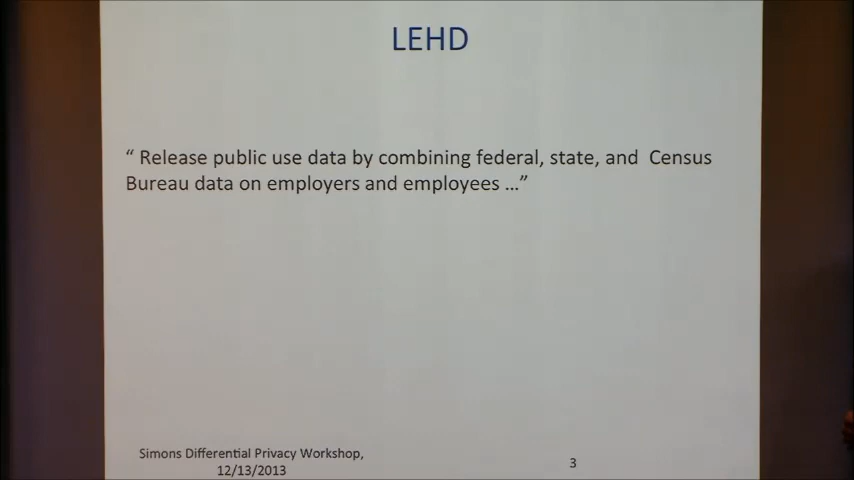 LEHD
“ Release public use data by combining federal, state, and Census
Bureau data on employers and employees …”
Simons Differential Privacy Workshop,
12/13/2013
3